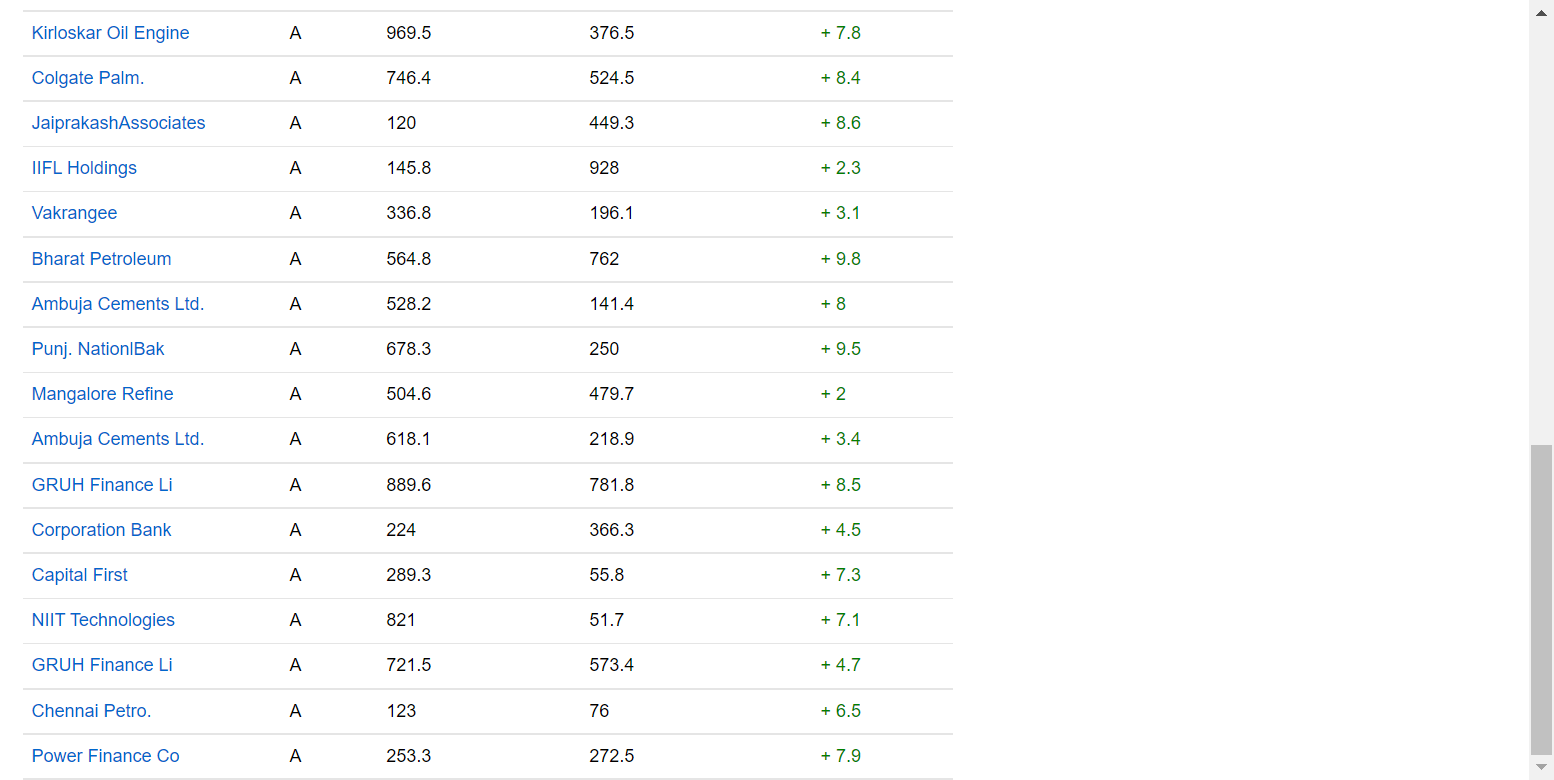 Kirloskar Oil Engine A 969.5 376.5 + 7.8
Colgate Palm. A 746.4 524.5 + 8.4
JaiprakashAssociates A 120 449.3 + 8.6
IIFL Holdings A 145.8 928 + 2.3
Vakrangee A 336.8 196.1 + 3.1
Bharat Petroleum A 564.8 762 + 9.8
Ambuja Cements Ltd. A 528.2 141.4 + 8
Punj. NationlBak A 678.3 250 + 9.5
Mangalore Refine A 504.6 479.7 + 2
Ambuja Cements Ltd. A 618.1 218.9 + 3.4
GRUH Finance Li A 889.6 781.8 + 8.5
Corporation Bank A 224 366.3 + 4.5
Capital First A 289.3 55.8 + 7.3
NIIT Technologies A 821 51.7 + 7.1
GRUH Finance Li A 721.5 573.4 + 4.7
Chennai Petro. A 123 76 + 6.5
Power Finance Co A 253.3 272.5 + 7.9